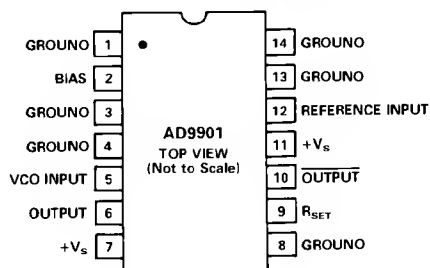 GROUNO 1
BIAS 2
GROUNO 3
GROUNO 4
VCO INPUT 5
OUTPUT 6
+Vs 7
AD9901
TOP VIEW
(Not to Scale)
14 GROUNO
13 GROUNO
12 REFERENCE INPUT
11 +Vs
10 OUTPUT
9 RSET
8 GROUNO